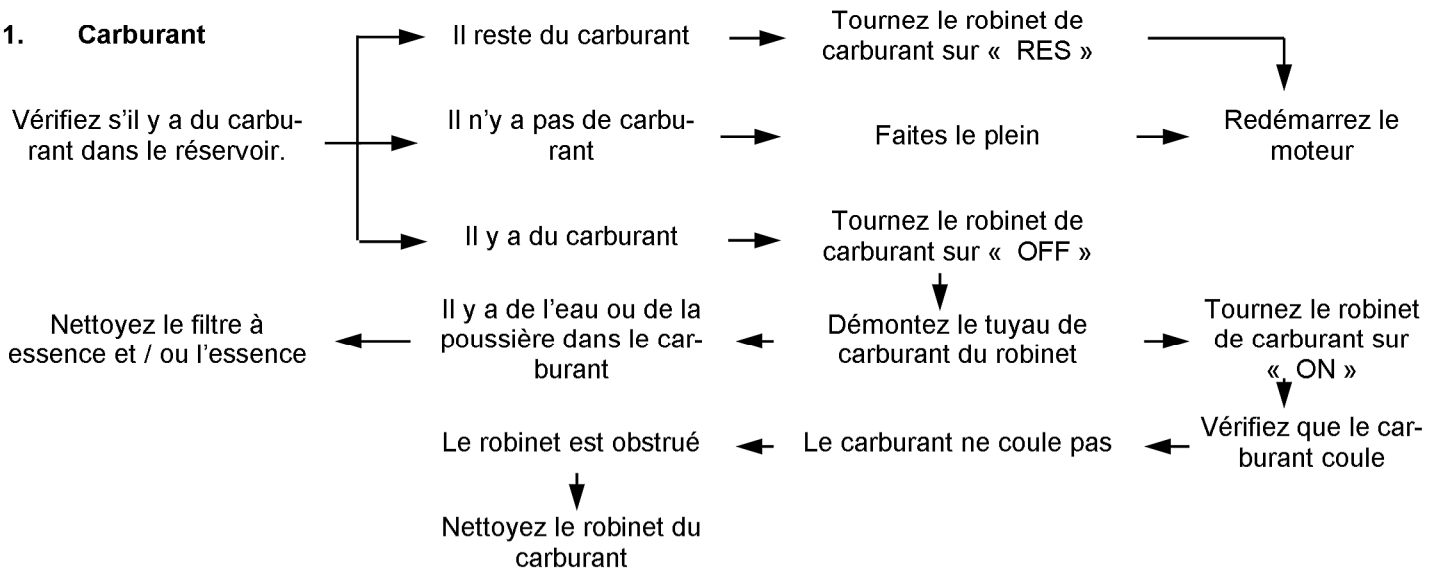 1. Carburant
Il reste du carburant
Tournez le robinet de
carburant sur « RES »
Vérifiez s’il y a du carbu-
rant dans le réservoir.
Il n’y a pas de carbu-
rant
Faites le plein
Redémarrez le
moteur
Il y a du carburant
Tournez le robinet de
carburant sur « OFF »
Nettoyez le filtre à
essence et / ou l’essence
Il y a de l’eau ou de la
poussière dans le car-
burant
Démontez le tuyau de
carburant du robinet
Tournez le robinet
de carburant sur
« ON »
Le robinet est obstrué
Le carburant ne coule pas
Vérifiez que le car-
burant coule
Nettoyez le robinet du
carburant